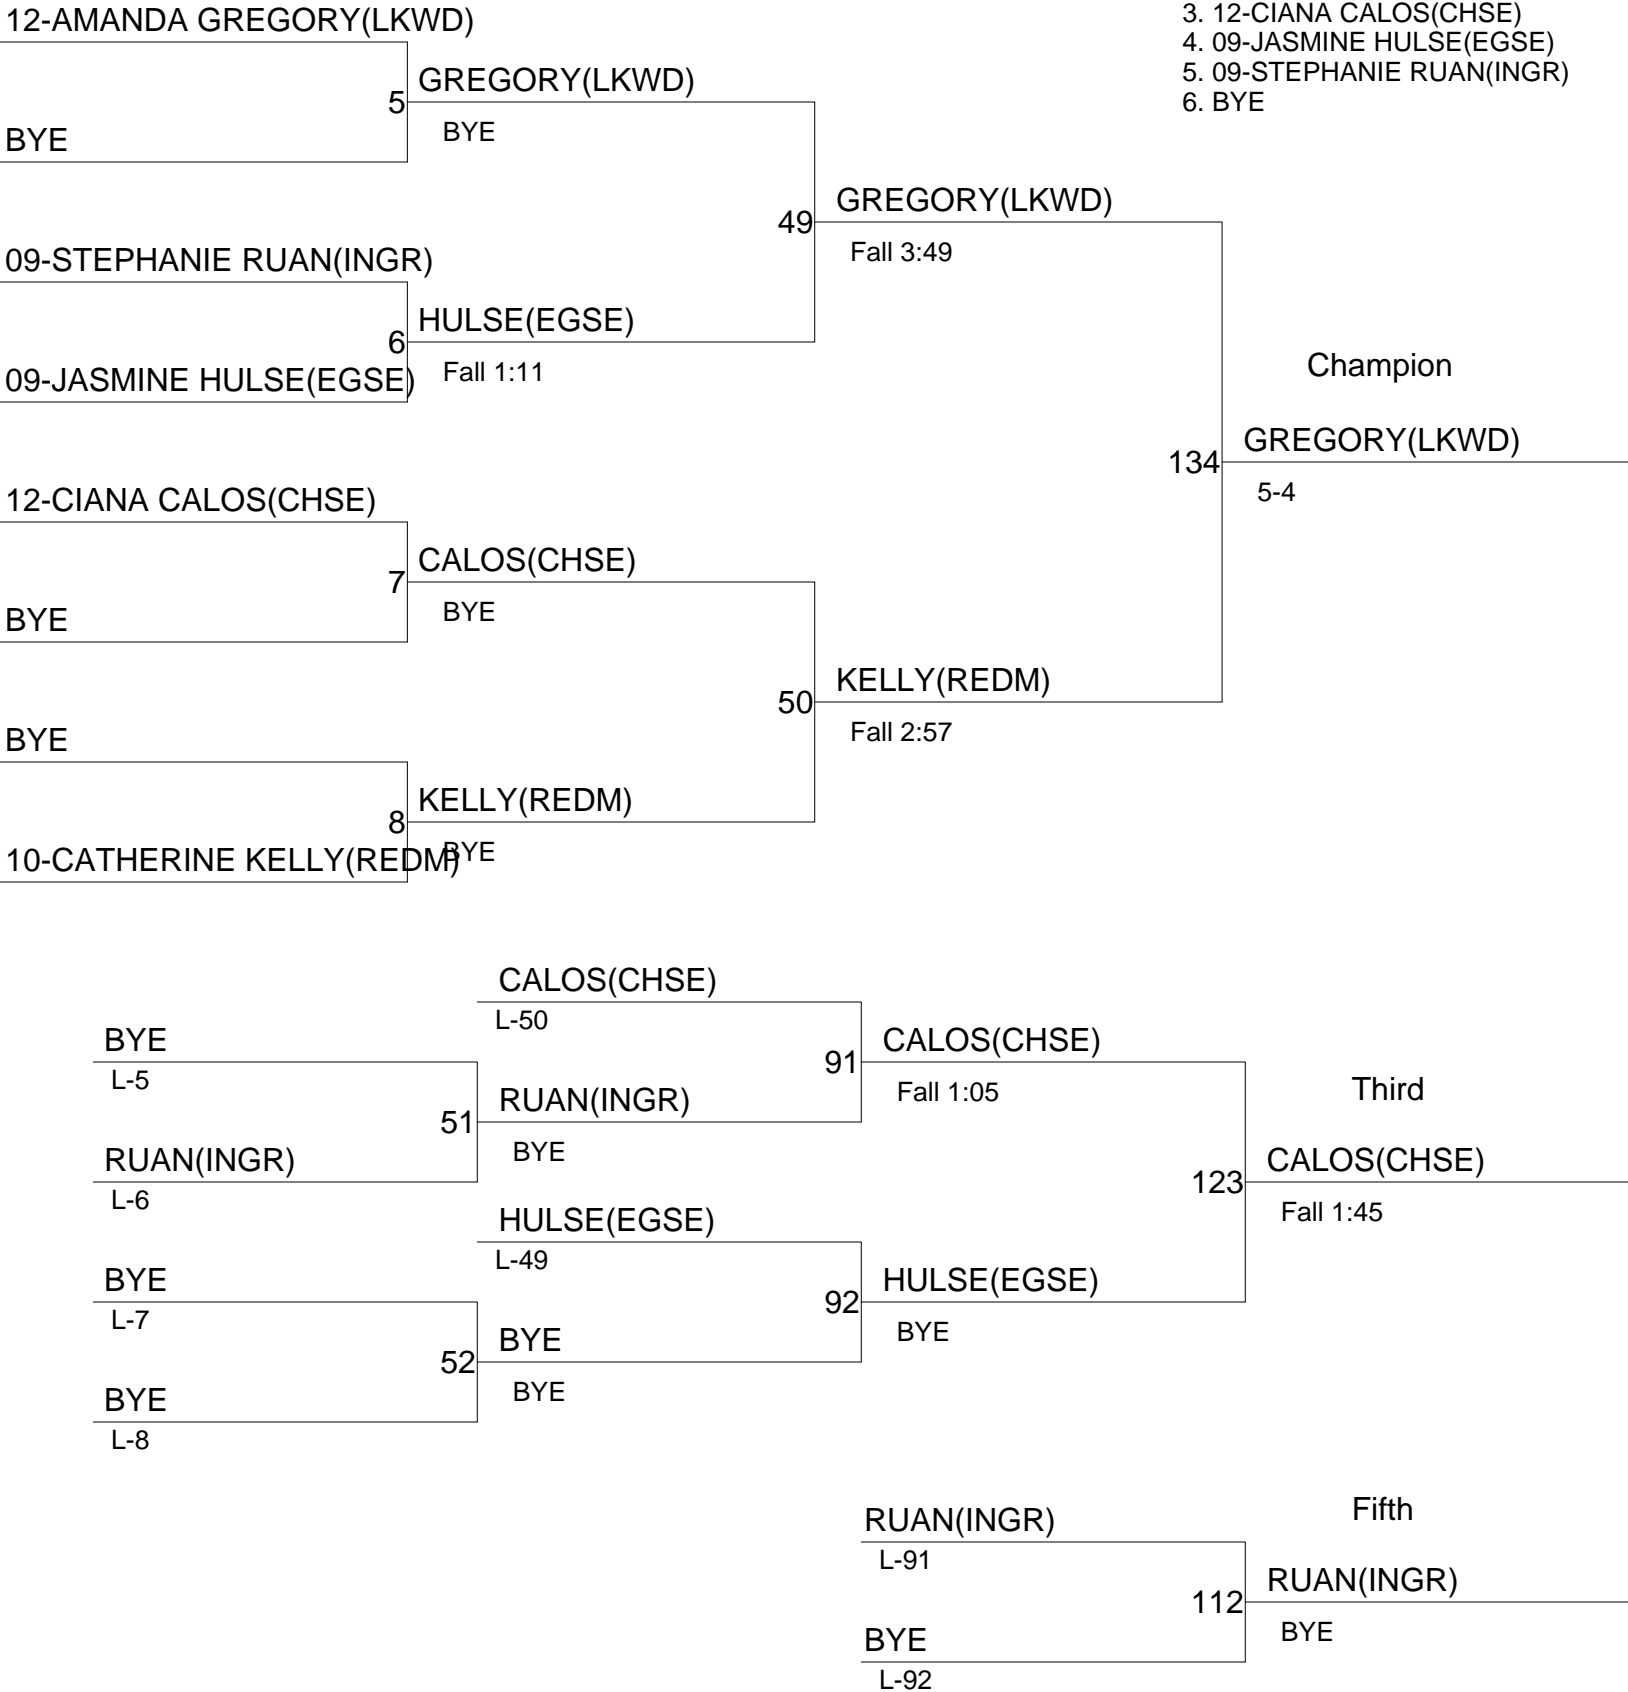 12-AMANDA GREGORY(LKWD)
3. 12-CIANA CALOS(CHSE)
4. 09-JASMINE HULSE(EGSE)
5. 09-STEPHANIE RUAN(INGR)
6. BYE
GREGORY(LKWD)
5
BYE
BYE
GREGORY(LKWD)
49
Fall 3:49
09-STEPHANIE RUAN(INGR)
HULSE(EGSE)
6
Fall 1:11
09-JASMINE HULSE(EGSE)
Champion
GREGORY(LKWD)
134
5-4
12-CIANA CALOS(CHSE)
CALOS(CHSE)
7
BYE
BYE
KELLY(REDM)
50
Fall 2:57
BYE
KELLY(REDM)
8
BYE
10-CATHERINE KELLY(REDM)
CALOS(CHSE)
L-50
BYE
L-5
CALOS(CHSE)
91
Fall 1:05
RUAN(INGR)
51
BYE
Third
RUAN(INGR)
L-6
CALOS(CHSE)
123
Fall 1:45
HULSE(EGSE)
L-49
BYE
L-7
HULSE(EGSE)
92
BYE
BYE
52
BYE
BYE
L-8
Fifth
RUAN(INGR)
L-91
RUAN(INGR)
112
BYE
BYE
L-92